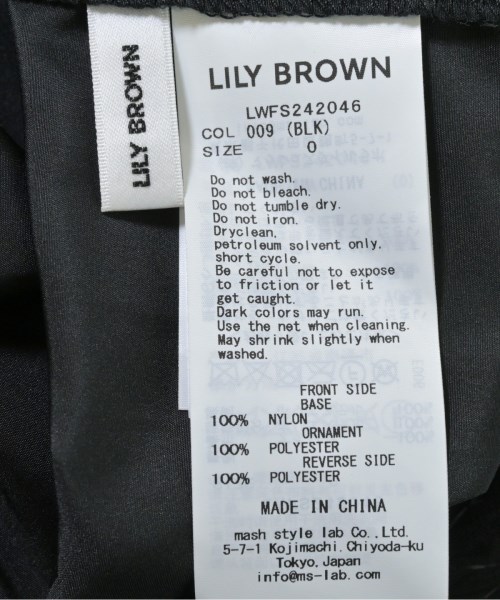 LILY BROWN
LILY BROWN
LWFS242046
COL 009 (BLK)
SIZE 0
Do not wash.
Do not bleach.
Do not tumble dry.
Do not iron.
Dryclean,
petroleum solvent only,
short cycle.
Be careful not to expose
to friction or let it
get caught.
Dark colors may run.
Use the net when cleaning.
May shrink slightly when
washed.
FRONT SIDE
BASE
100% NYLON
ORNAMENT
100% POLYESTER
REVERSE SIDE
100% POLYESTER
MADE IN CHINA
mash style lab Co.,Ltd.
5-7-1 Kojimachi,Chiyoda-ku
Tokyo,Japan
info@ms-lab.com